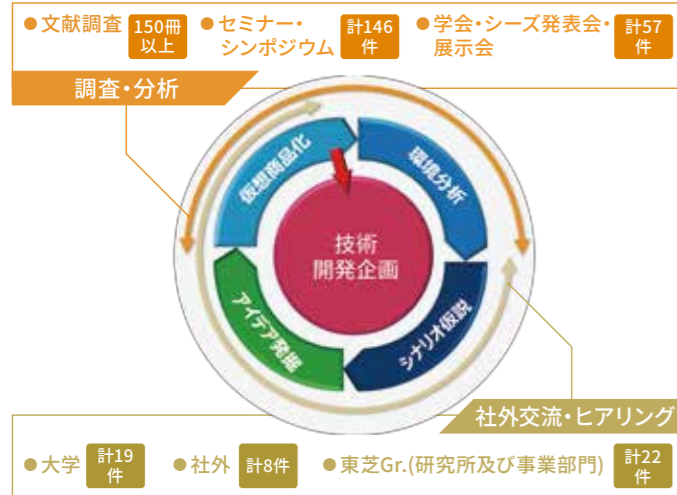 ●文献調査 150冊以上
●セミナー・シンポジウム 計146件
●学会・シーズ発表会・展示会 計57件
調査・分析
仮想商品化
環境分析
技術
開発企画
アイデア発掘
シナリオ仮説
社外交流・ヒアリング
●大学 計19件
●社外 計8件
●東芝Gr.(研究所及び事業部門) 計22件